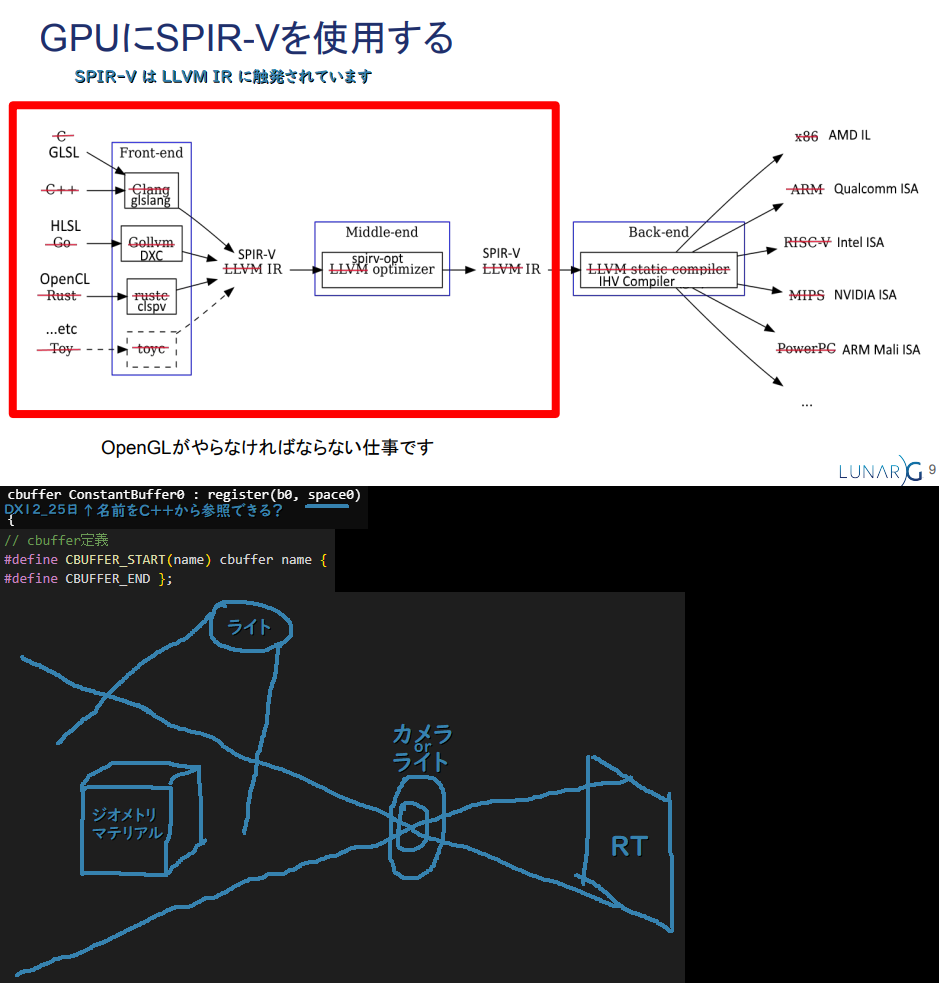 GPUにSPIR-Vを使用する
SPIR-V は LLVM IR に触発されています
C
GLSL
C++
HLSL
Go
OpenCL
Rust
...etc
Toy
Front-end
Clang
glslang
Gollvm
DXC
rustc
clspv
toyc
SPIR-V
LLVM IR
Middle-end
spirv-opt
LLVM optimizer
SPIR-V
LLVM IR
Back-end
LLVM static compiler
IHV Compiler
x86 AMD IL
ARM Qualcomm ISA
RISC-V Intel ISA
MIPS NVIDIA ISA
PowerPC ARM Mali ISA
...
OpenGLがやらなければならない仕事です
LUNAR)G 9
cbuffer ConstantBuffer0 : register(b0, space0)
DX12_25日 ↑名前をC++から参照できる?
{
// cbuffer定義
#define CBUFFER_START(name) cbuffer name {
#define CBUFFER_END };
ライト
カメラ
or
ライト
ジオメトリ
マテリアル
RT